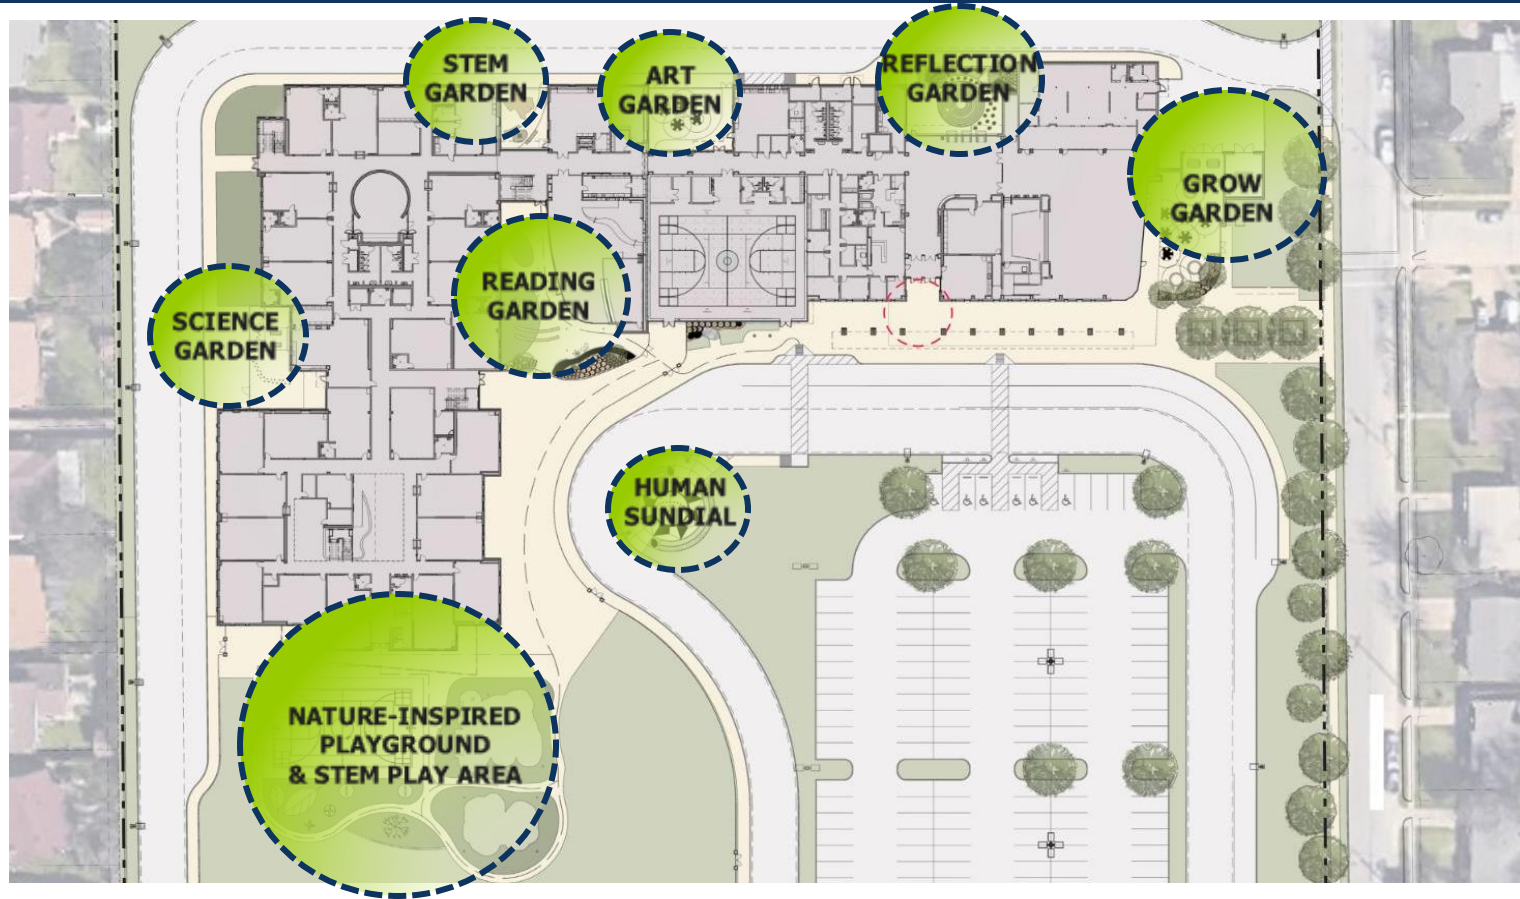 STEM
GARDEN
ART
GARDEN
REFLECTION
GARDEN
GROW
GARDEN
READING
GARDEN
SCIENCE
GARDEN
HUMAN
SUNDIAL
NATURE-INSPIRED
PLAYGROUND
& STEM PLAY AREA